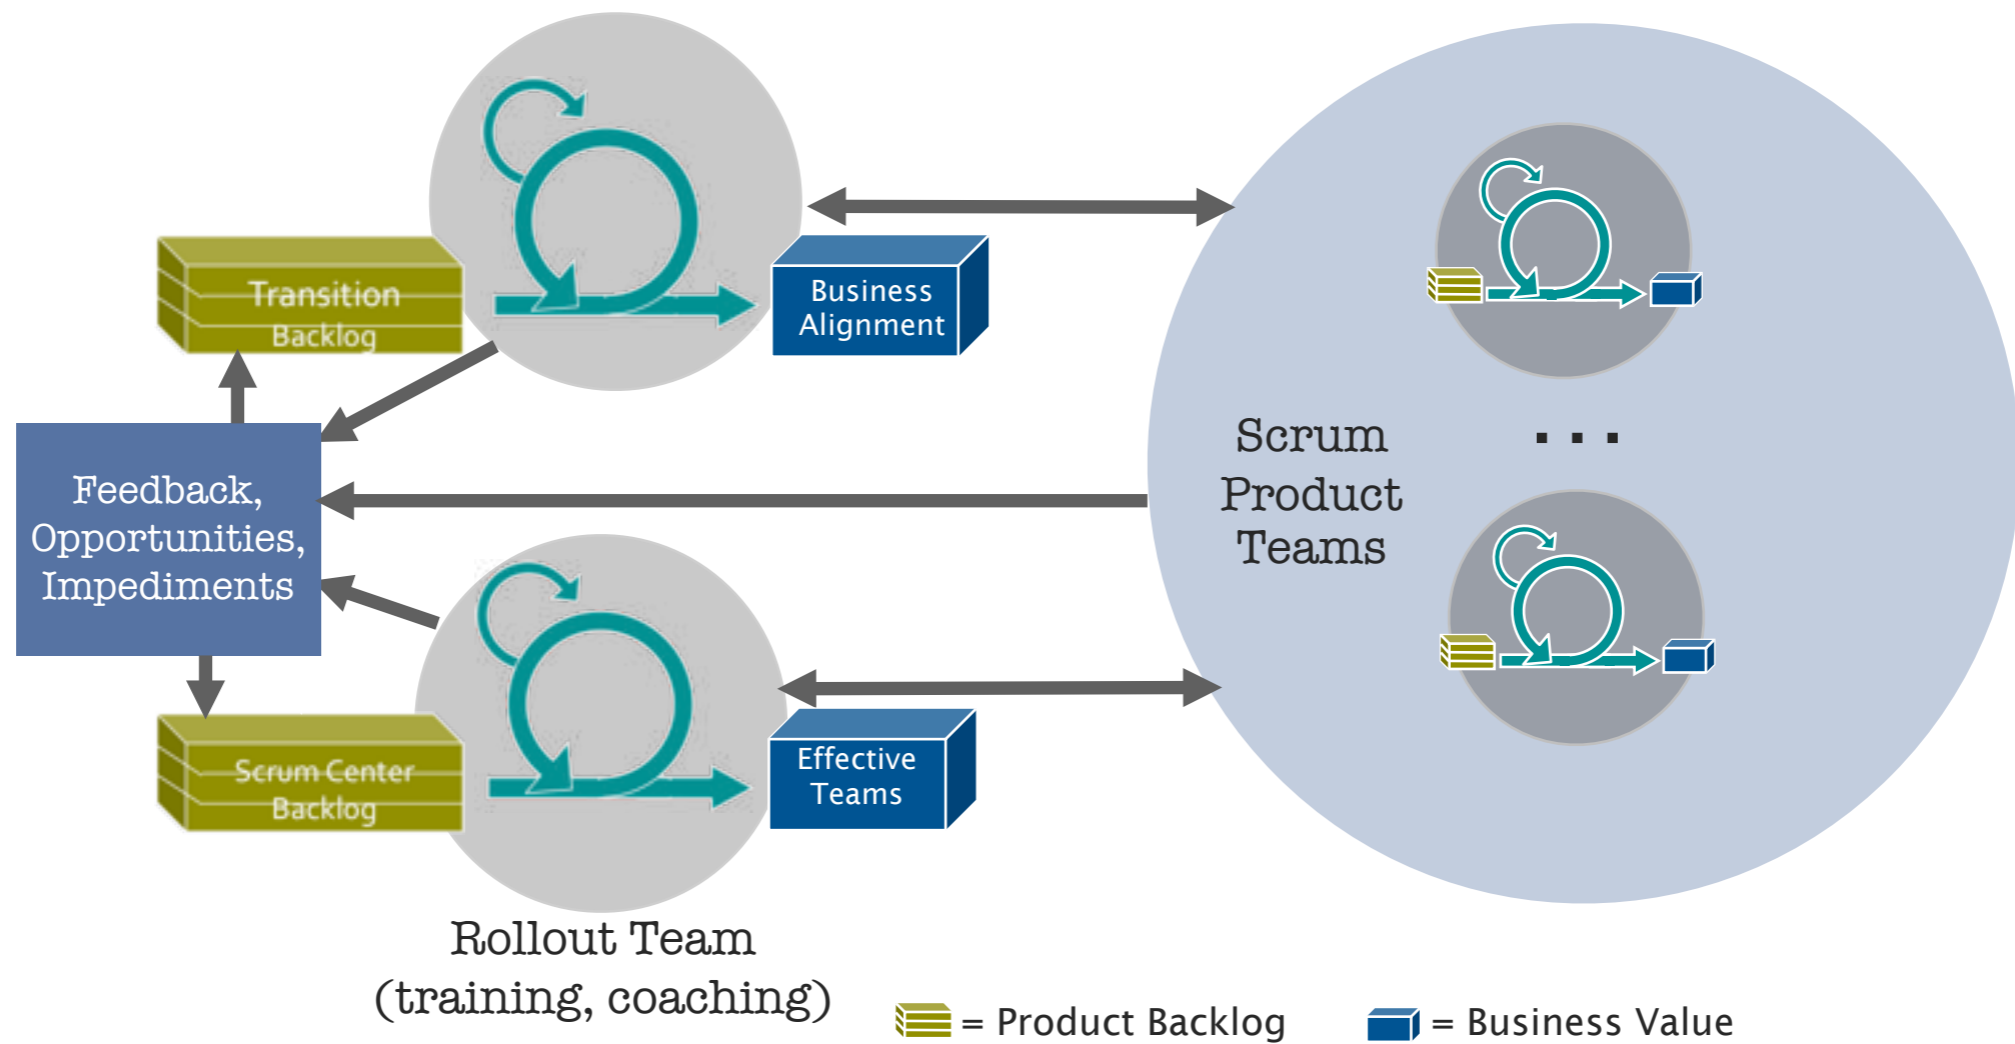 Transition
Backlog
Business
Alignment
Feedback,
Opportunities,
Impediments
Scrum
Product
Teams
. . .
Scrum Center
Backlog
Effective
Teams
Rollout Team
(training, coaching)
= Product Backlog
= Business Value